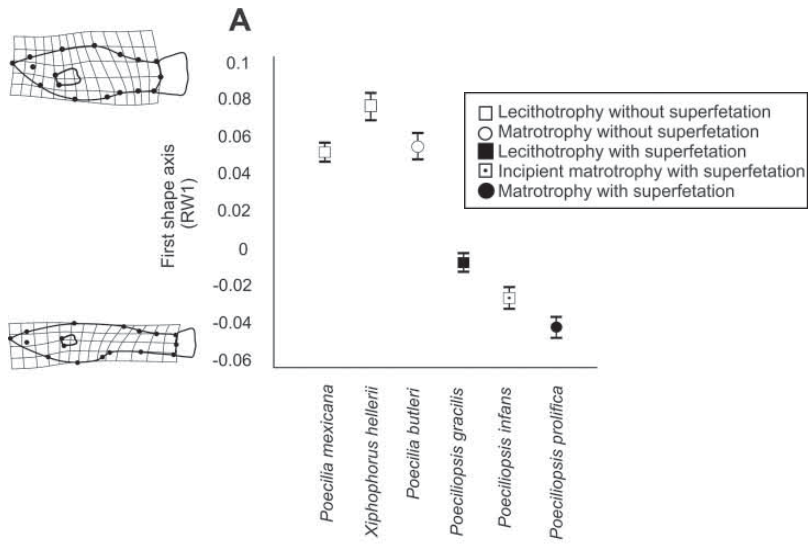 A
0.1
0.08
0.06
0.04
0.02
0
-0.02
-0.04
-0.06
First shape axis
(RW1)
Lecithotrophy without superfetation
Matrotrophy without superfetation
Lecithotrophy with superfetation
Incipient matrotrophy with superfetation
Matrotrophy with superfetation
Poecilia mexicana
Xiphophorus hellerii
Poecilia butleri
Poeciliopsis gracilis
Poeciliopsis infans
Poeciliopsis prolifica